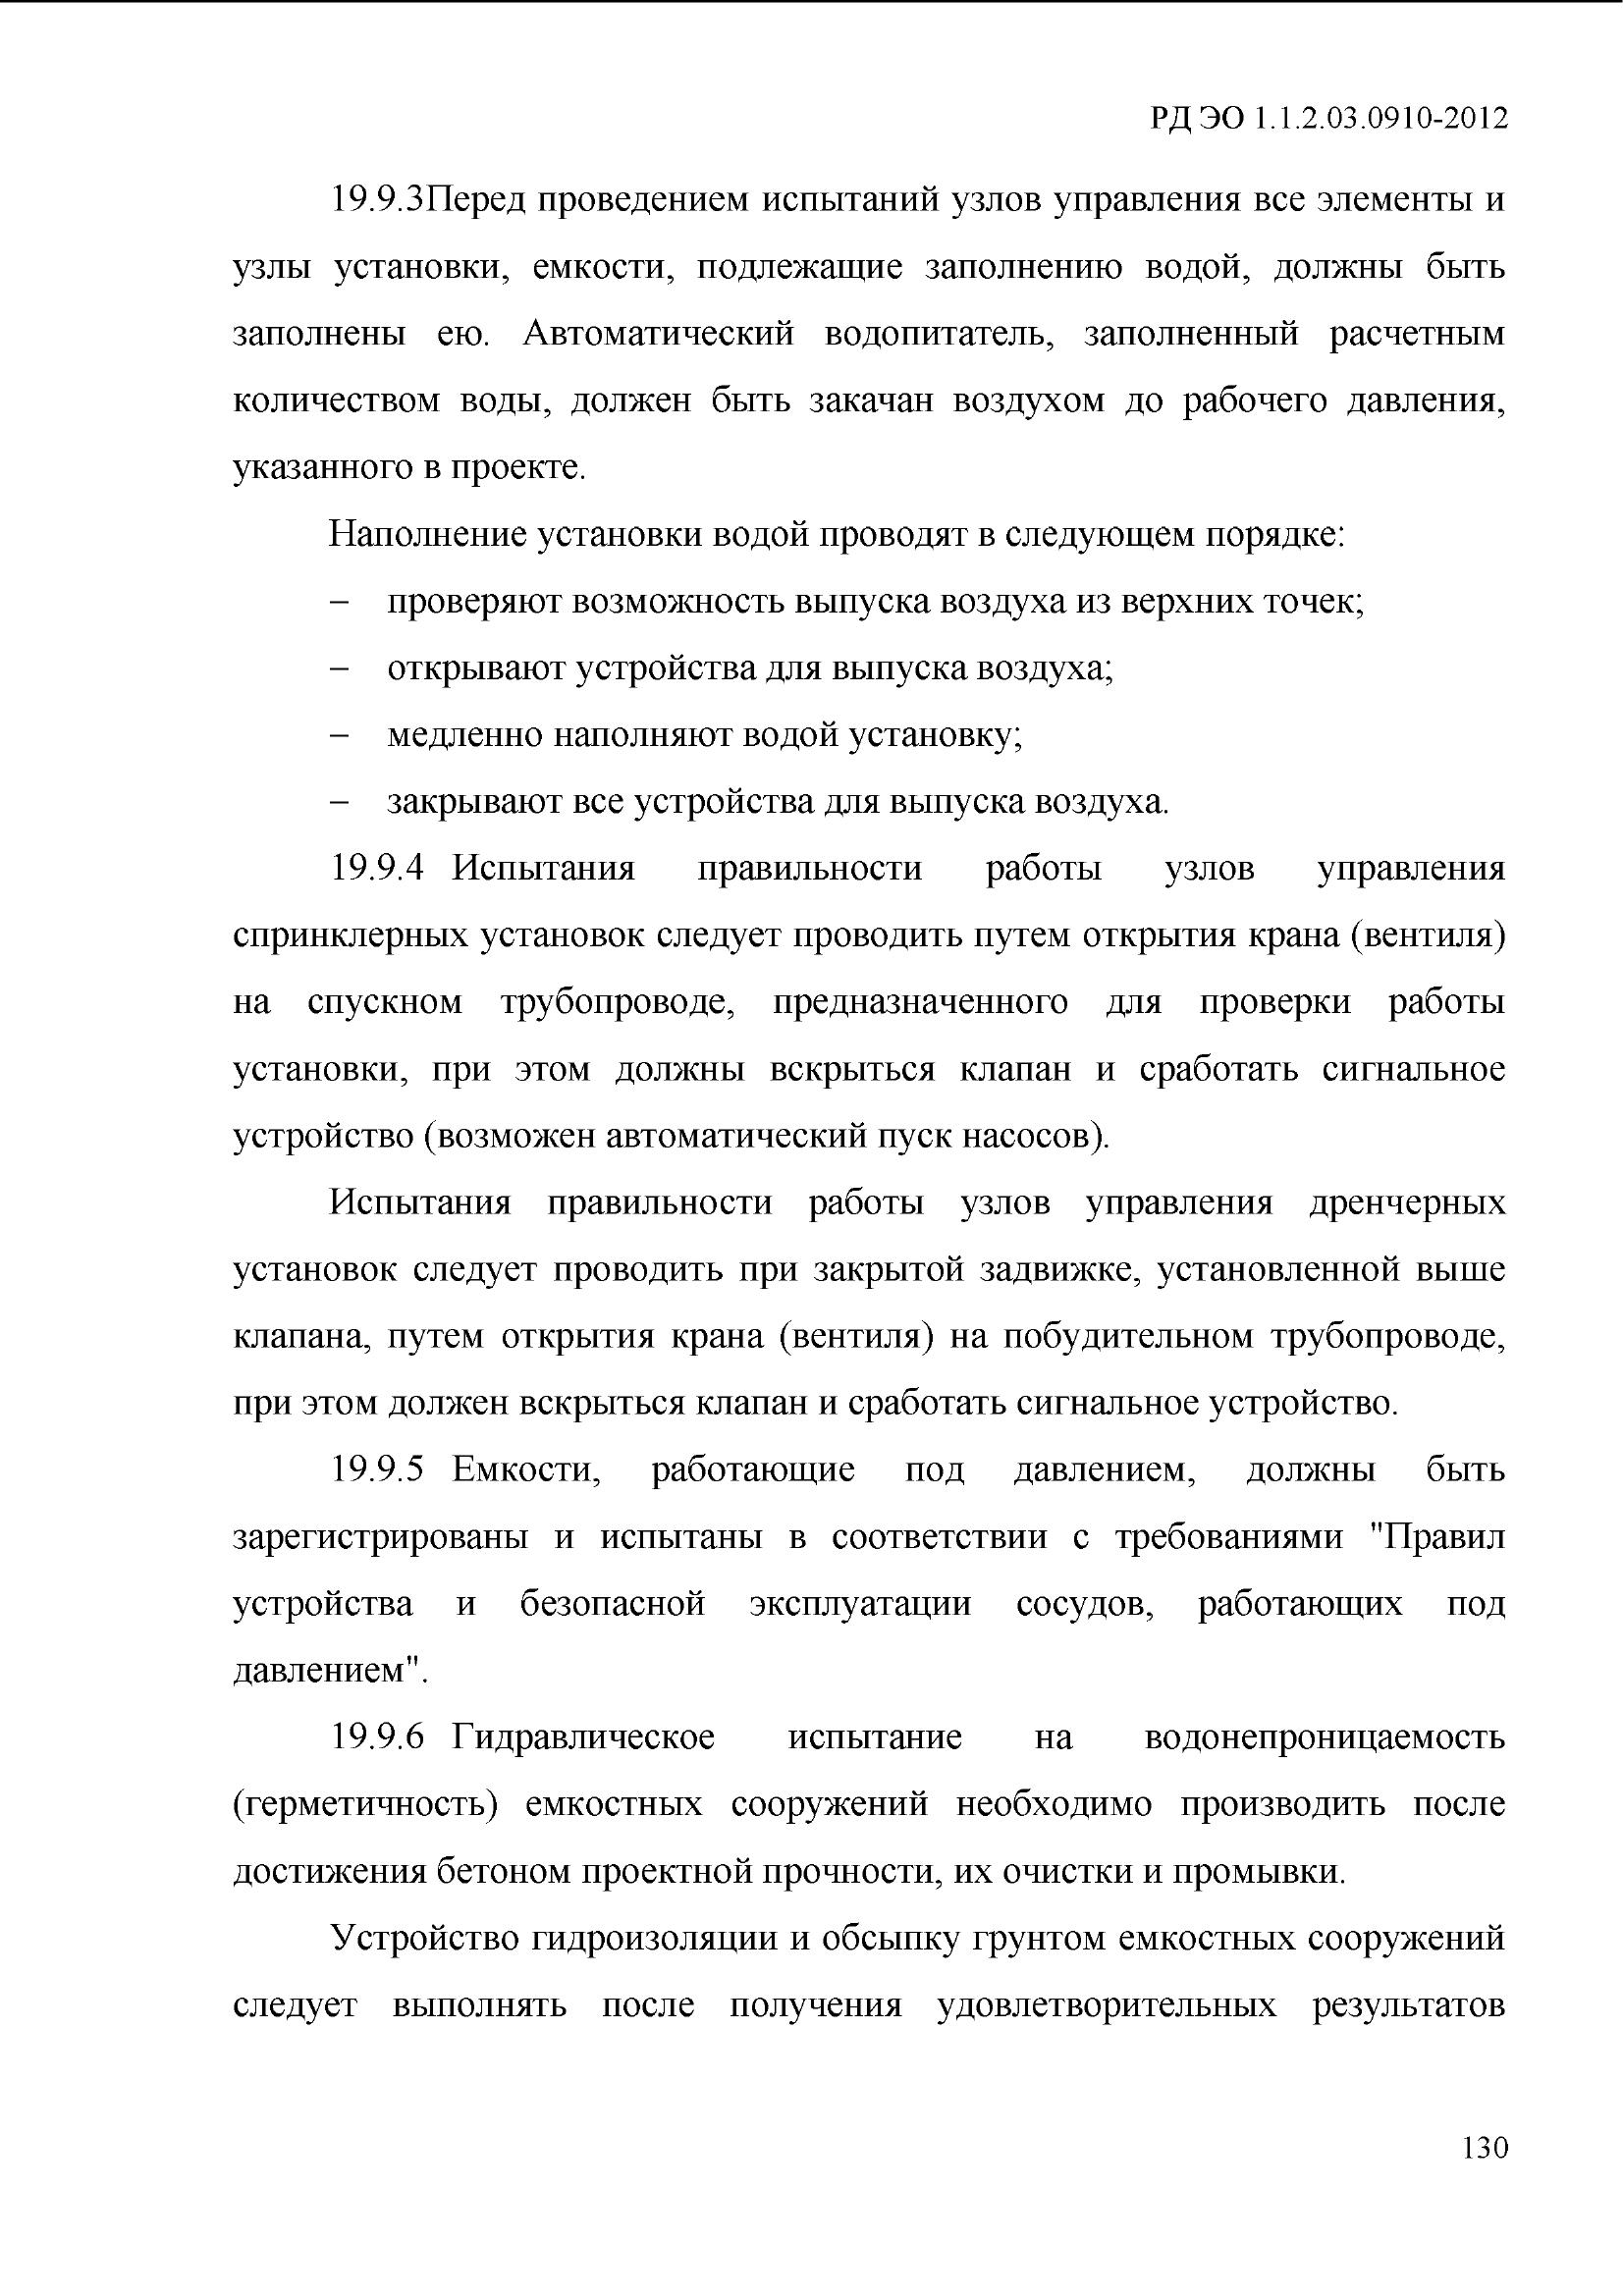 РД ЭО 1.1.2.03.0910-2012
19.9.3Перед проведением испытаний узлов управления все элементы и
узлы установки, емкости, подлежащие заполнению водой, должны быть
заполнены ею. Автоматический водопитатель, заполненный расчетным
количеством воды, должен быть закачан воздухом до рабочего давления,
указанного в проекте.
Наполнение установки водой проводят в следующем порядке:
– проверяют возможность выпуска воздуха из верхних точек;
– открывают устройства для выпуска воздуха;
– медленно наполняют водой установку;
– закрывают все устройства для выпуска воздуха.
19.9.4 Испытания правильности работы узлов управления
спринклерных установок следует проводить путем открытия крана (вентиля)
на спускном трубопроводе, предназначенного для проверки работы
установки, при этом должны вскрыться клапан и сработать сигнальное
устройство (возможен автоматический пуск насосов).
Испытания правильности работы узлов управления дренчерных
установок следует проводить при закрытой задвижке, установленной выше
клапана, путем открытия крана (вентиля) на побудительном трубопроводе,
при этом должен вскрыться клапан и сработать сигнальное устройство.
19.9.5 Емкости, работающие под давлением, должны быть
зарегистрированы и испытаны в соответствии с требованиями "Правил
устройства и безопасной эксплуатации сосудов, работающих под
давлением".
19.9.6 Гидравлическое испытание на водонепроницаемость
(герметичность) емкостных сооружений необходимо производить после
достижения бетоном проектной прочности, их очистки и промывки.
Устройство гидроизоляции и обсыпку грунтом емкостных сооружений
следует выполнять после получения удовлетворительных результатов
130